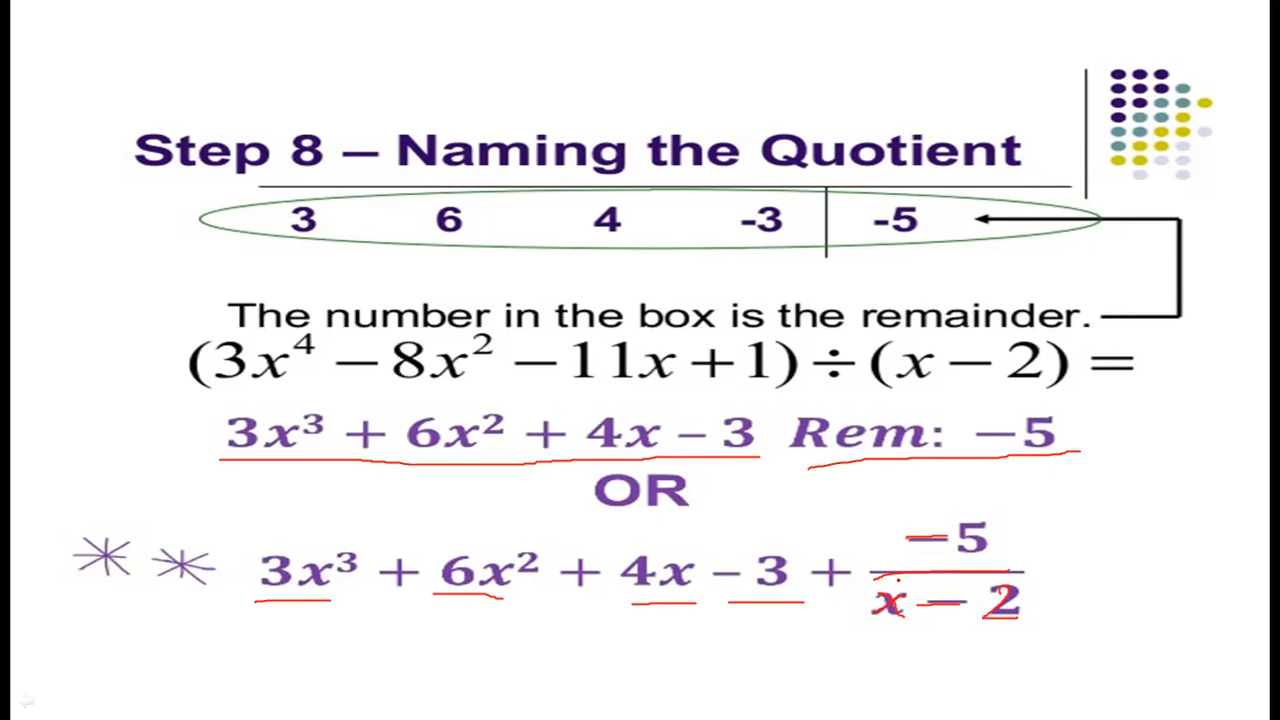 Step 8 – Naming the Quotient
3 6 4 -3 -5
The number in the box is the remainder.
(3x⁴ − 8x² − 11x + 1) ÷ (x − 2) =
3x³ + 6x² + 4x – 3 Rem: −5
OR
** 3x³ + 6x² + 4x – 3 + −5/x − 2